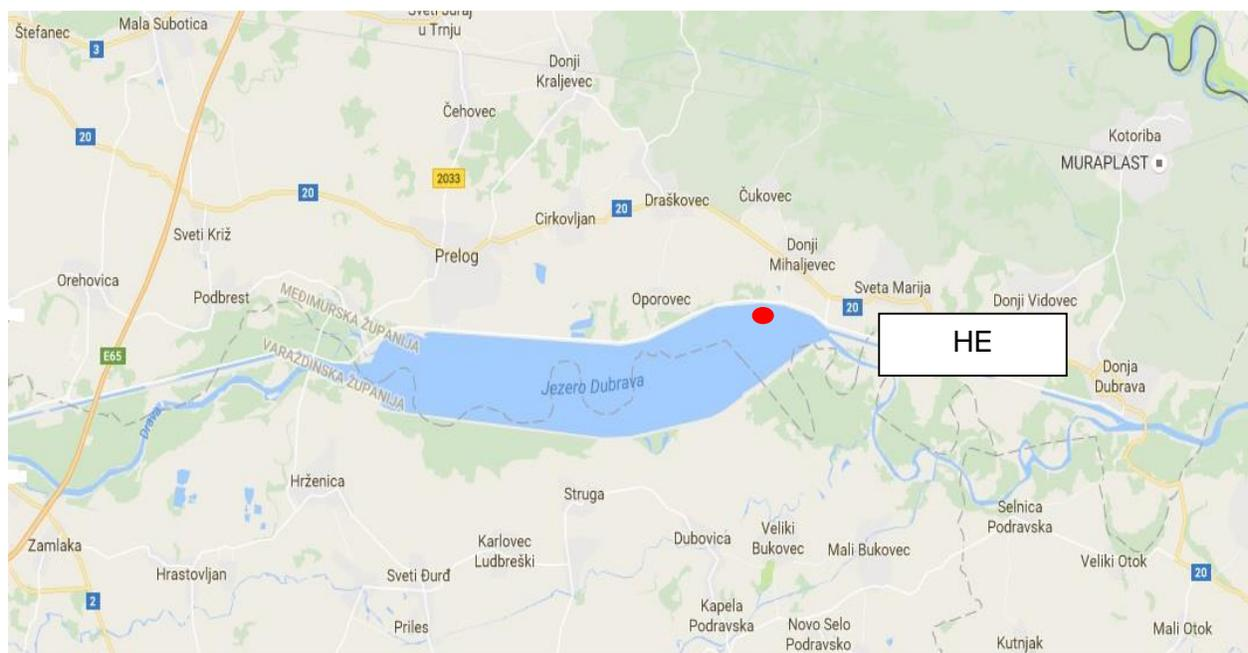 Mala Subotica
Štefanec
u Trnju
3
Donji
Kraljevec
Čehovec
Kotoriba
MURAPLAST
20
2033
20
Draškovec
Čukovec
20
Cirkovljan
Sveti Križ
Prelog
Donji
Mihaljevec
Orehovica
Podbrest
MEĐIMURSKA ŽUPANIJA
Oporovec
Sveta Marija
Donji Vidovec
20
HE
VARAŽDINSKA ŽUPANIJA
E65
Jezero Dubrava
Donja
Dubrava
Drava
Hrženica
Struga
Selnica
Podravska
Zamlaka
Hrastovljan
Karlovec
Ludbreški
Dubovica
Veliki
Bukovec
Mali Bukovec
Veliki Otok
Sveti Đurđ
20
2
Priles
Kapela
Podravska
Novo Selo
Podravsko
Kutnjak
Mali Otok